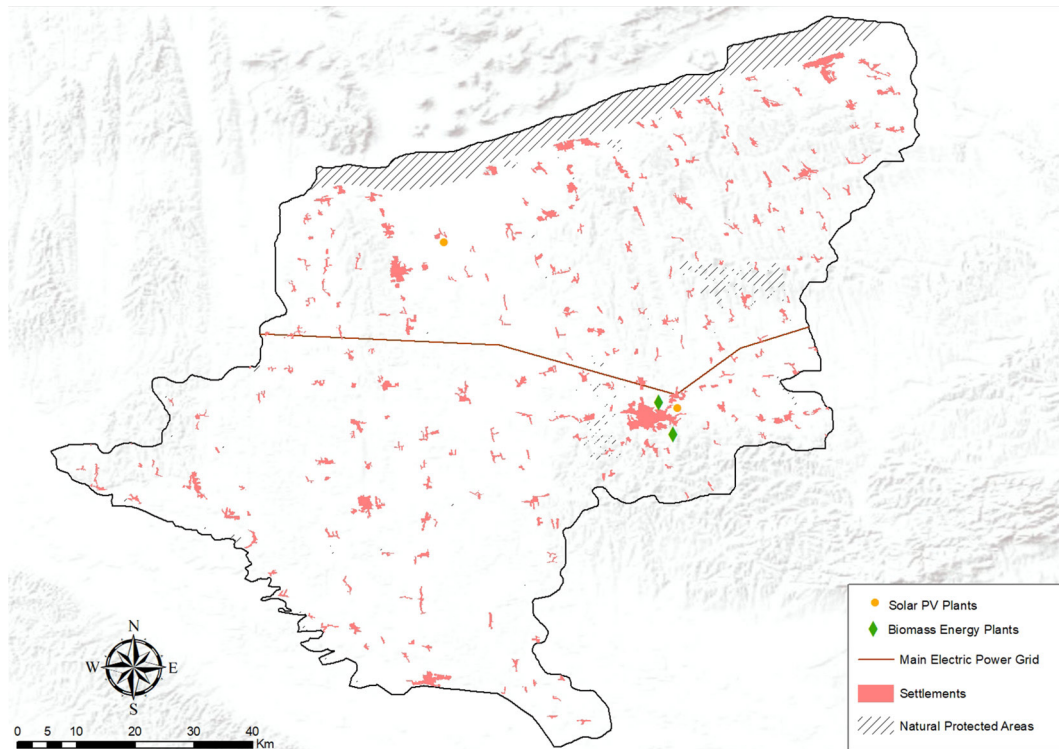 N
W E
S
0 5 10 20 30 40
Km
Solar PV Plants
Biomass Energy Plants
Main Electric Power Grid
Settlements
Natural Protected Areas